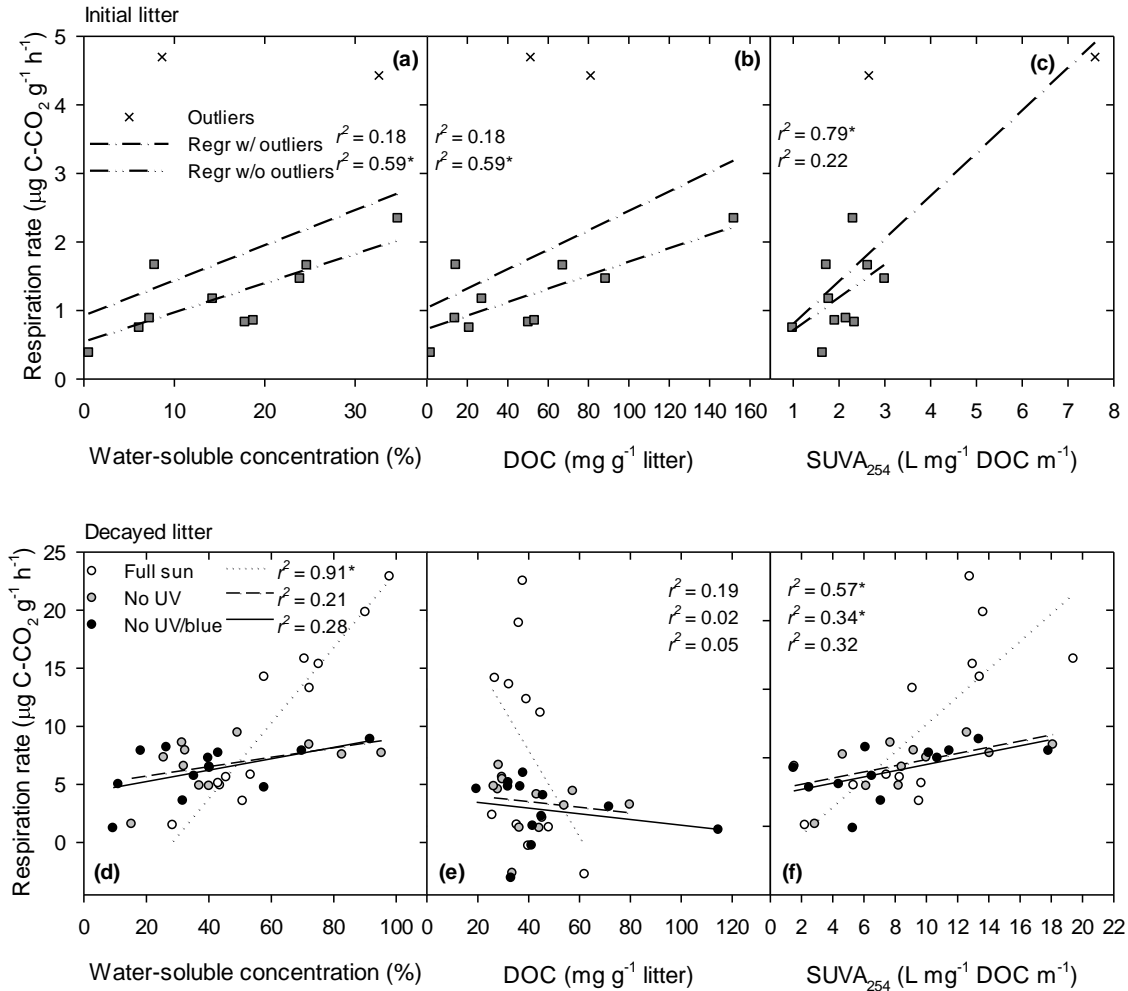 Initial litter
Respiration rate (µg C-CO₂ g⁻¹ h⁻¹)
5
4
3
2
1
0
(a)
Outliers
Regr w/ outliers
Regr w/o outliers
r² = 0.18
r² = 0.59*
0 10 20 30
Water-soluble concentration (%)
(b)
r² = 0.18
r² = 0.59*
0 20 40 60 80 100 120 140 160
DOC (mg g⁻¹ litter)
(c)
r² = 0.79*
r² = 0.22
1 2 3 4 5 6 7 8
SUVA₂₅₄ (L mg⁻¹ DOC m⁻¹)
Decayed litter
Respiration rate (µg C-CO₂ g⁻¹ h⁻¹)
25
20
15
10
5
0
Full sun r² = 0.91*
No UV r² = 0.21
No UV/blue r² = 0.28
(d)
0 20 40 60 80 100
Water-soluble concentration (%)
r² = 0.19
r² = 0.02
r² = 0.05
(e)
0 20 40 60 80 100 120
DOC (mg g⁻¹ litter)
r² = 0.57*
r² = 0.34*
r² = 0.32
(f)
0 2 4 6 8 10 12 14 16 18 20 22
SUVA₂₅₄ (L mg⁻¹ DOC m⁻¹)